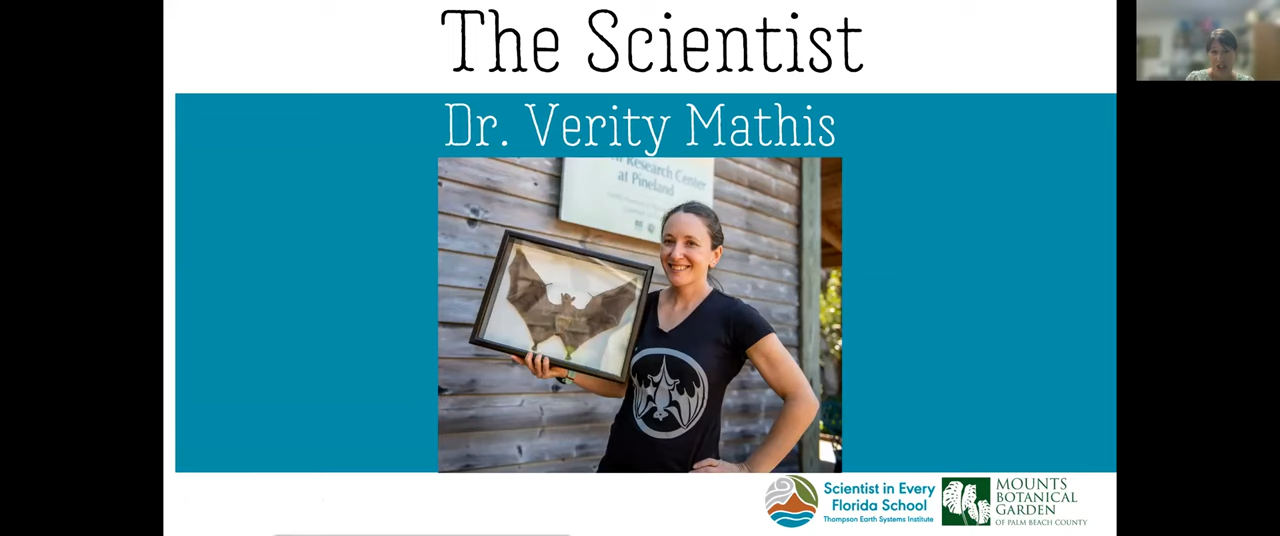 The Scientist
Dr. Verity Mathis
Research Center
at Pineland
Scientist in Every
Florida School
Thompson Earth Systems Institute
MOUNTS
BOTANICAL
GARDEN
OF PALM BEACH COUNTY